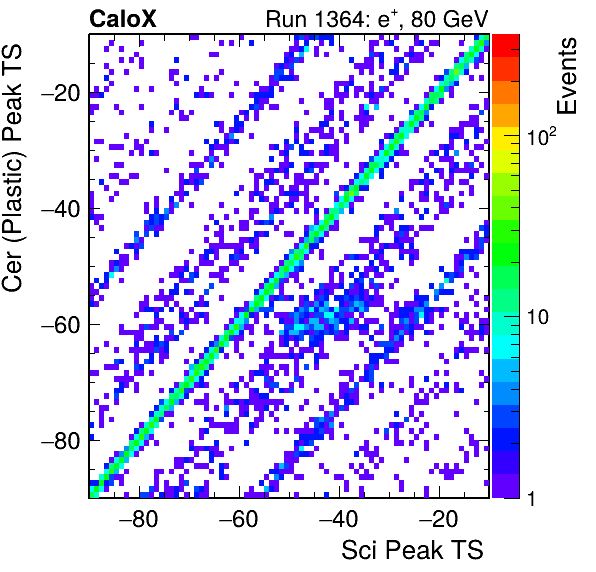 CaloX Run 1364: e⁺, 80 GeV
Cer (Plastic) Peak TS
Events
−20
−40
−60
−80
10²
10
1
−80 −60 −40 −20
Sci Peak TS